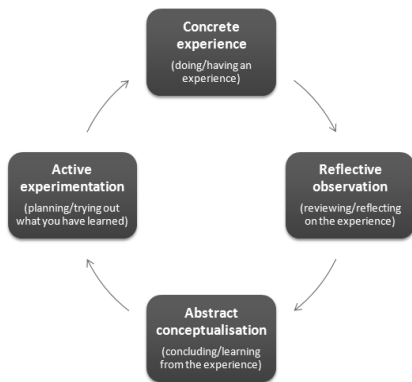 Concrete
experience
(doing/having an
experience)
Reflective
observation
(reviewing/reflecting
on the experience)
Abstract
conceptualisation
(concluding/learning
from the experience)
Active
experimentation
(planning/trying out
what you have learned)